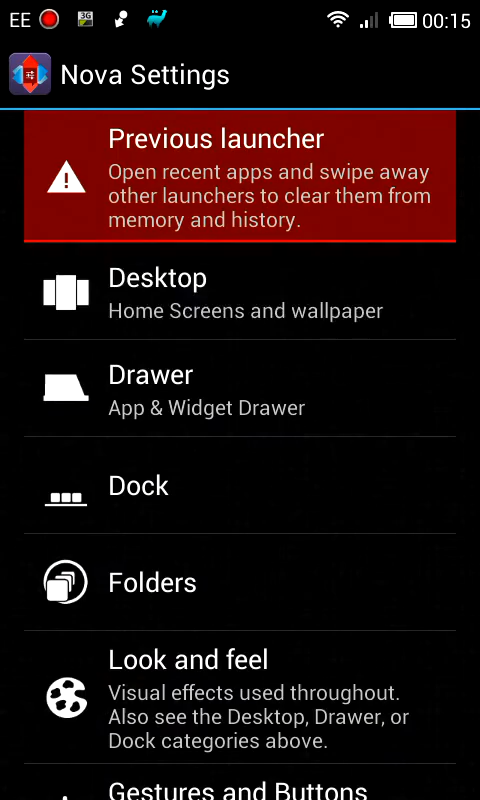 EE 3G 00:15
Nova Settings
Previous launcher
Open recent apps and swipe away
other launchers to clear them from
memory and history.
Desktop
Home Screens and wallpaper
Drawer
App & Widget Drawer
Dock
Folders
Look and feel
Visual effects used throughout.
Also see the Desktop, Drawer, or
Dock categories above.
Gestures and Buttons